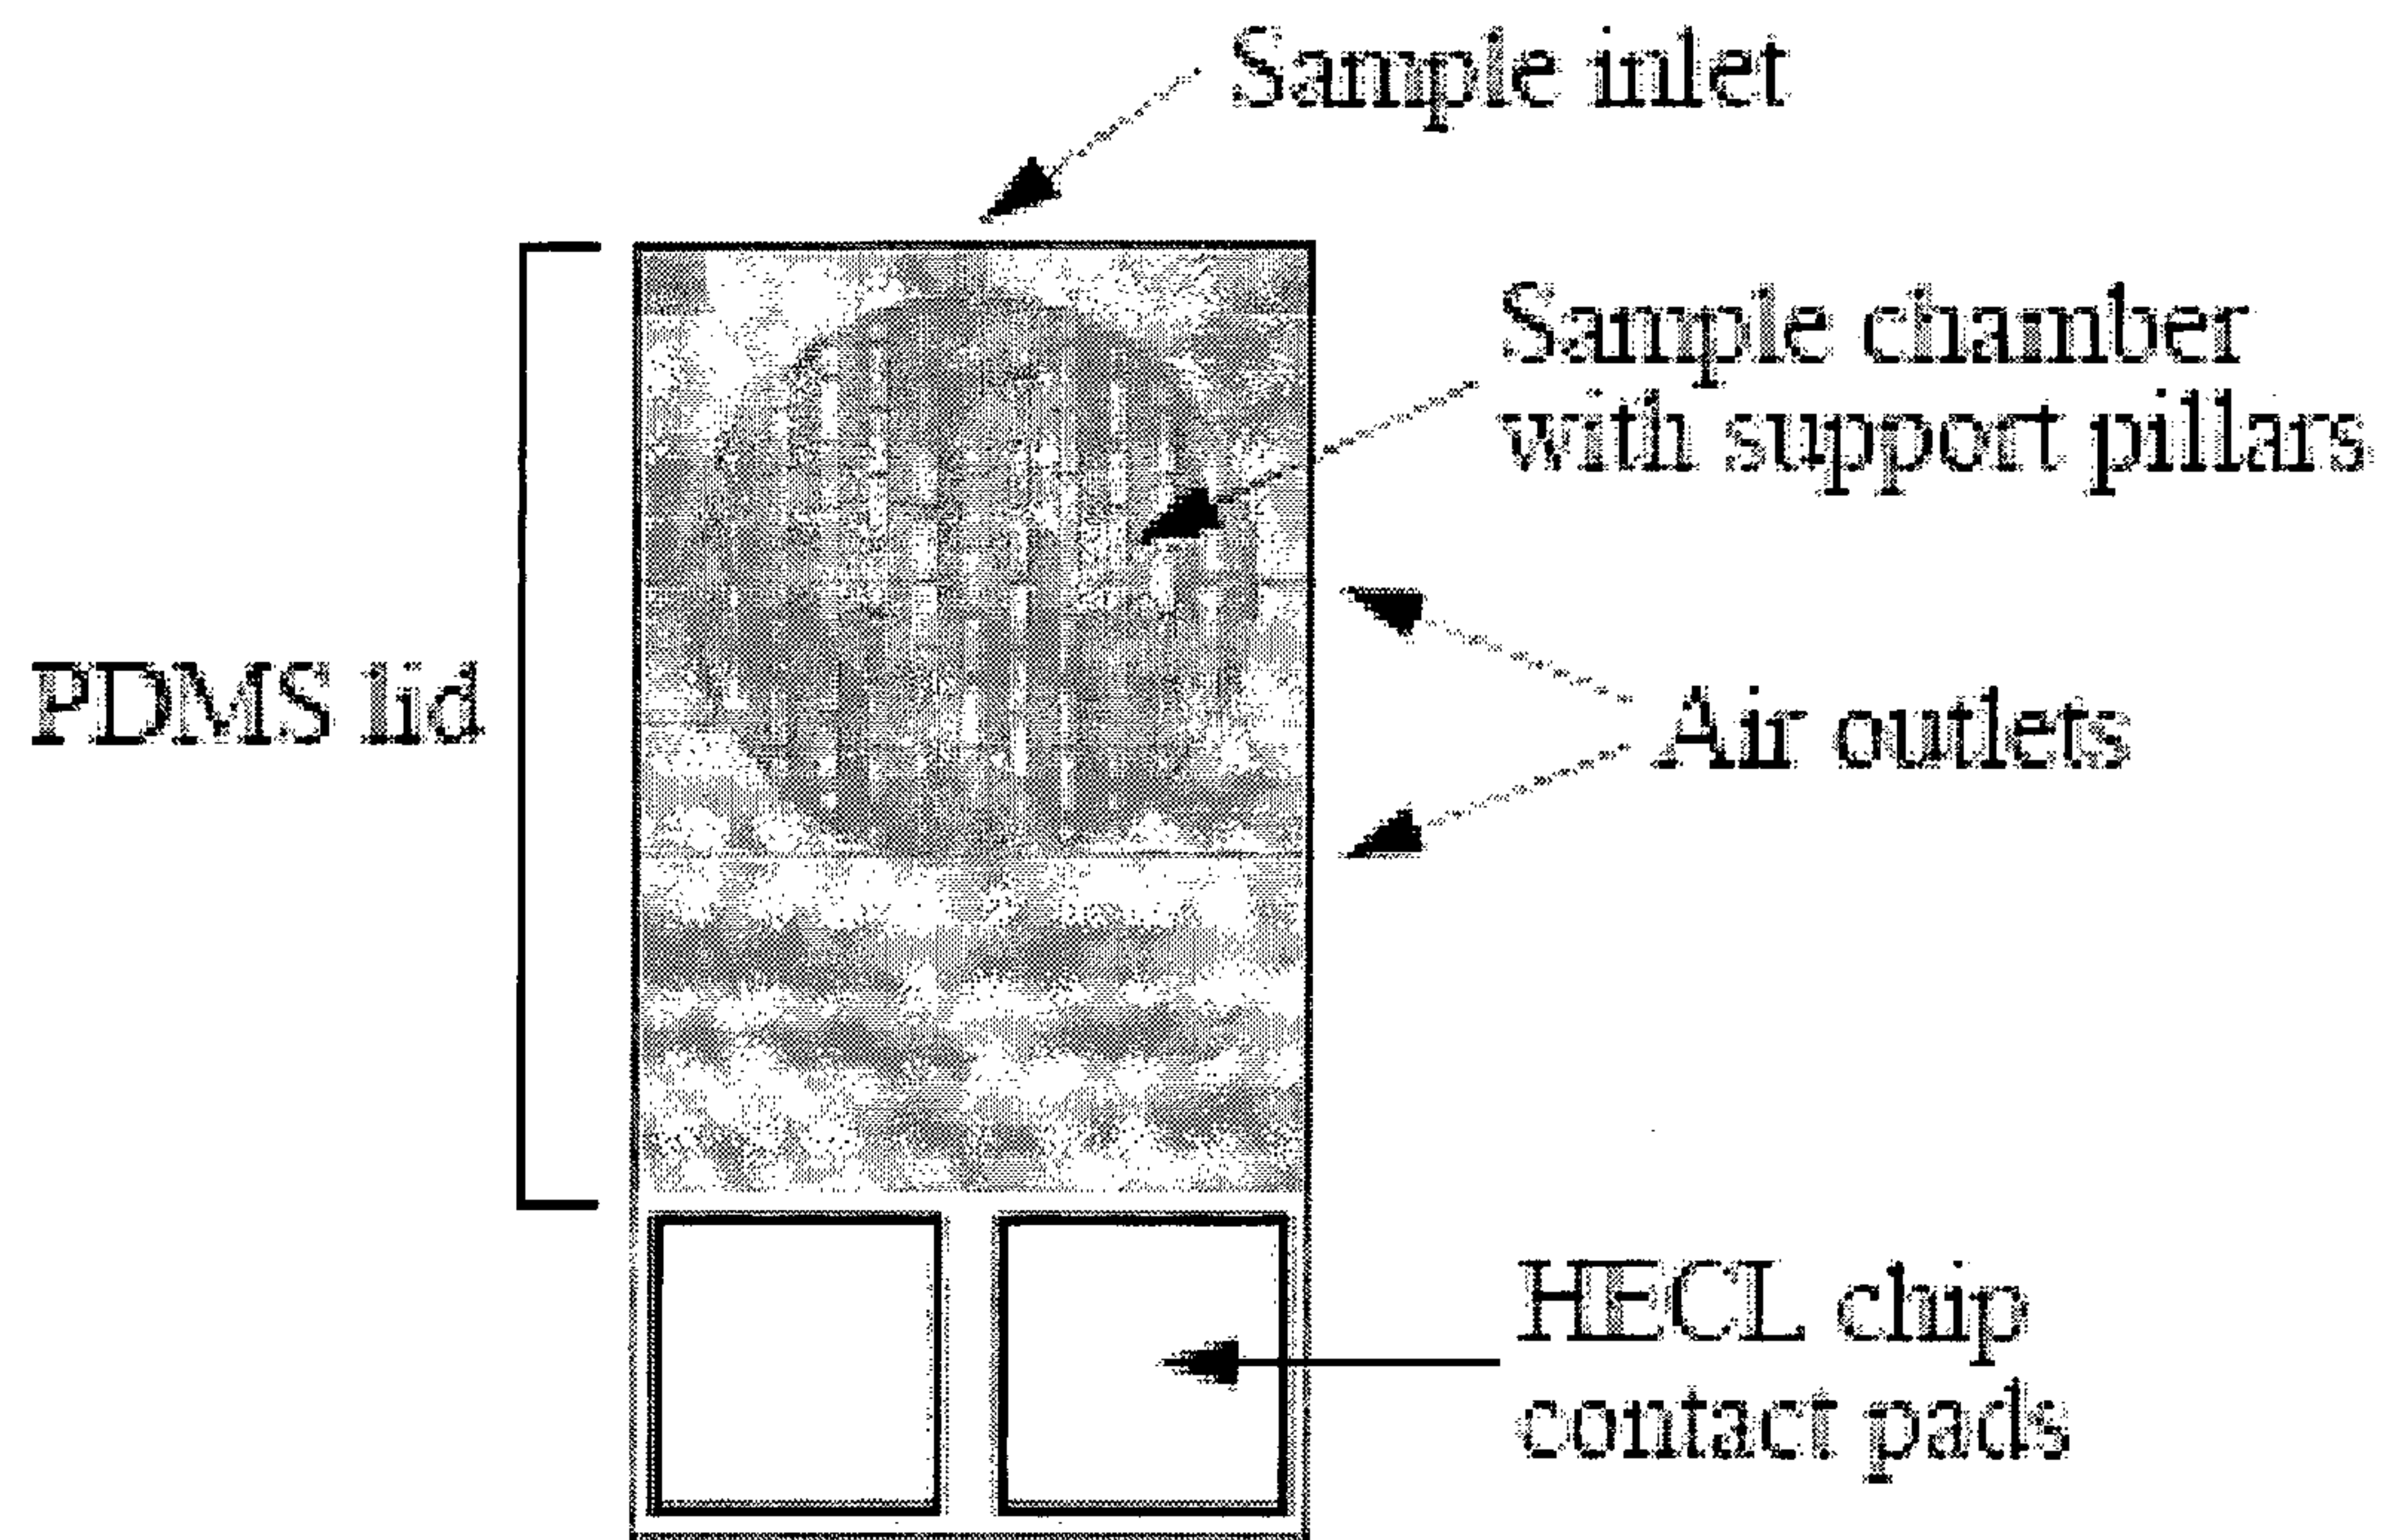 Sample inlet
Sample chamber
with support pillars
PDMS lid
Air outlets
HECL chip
contact pads